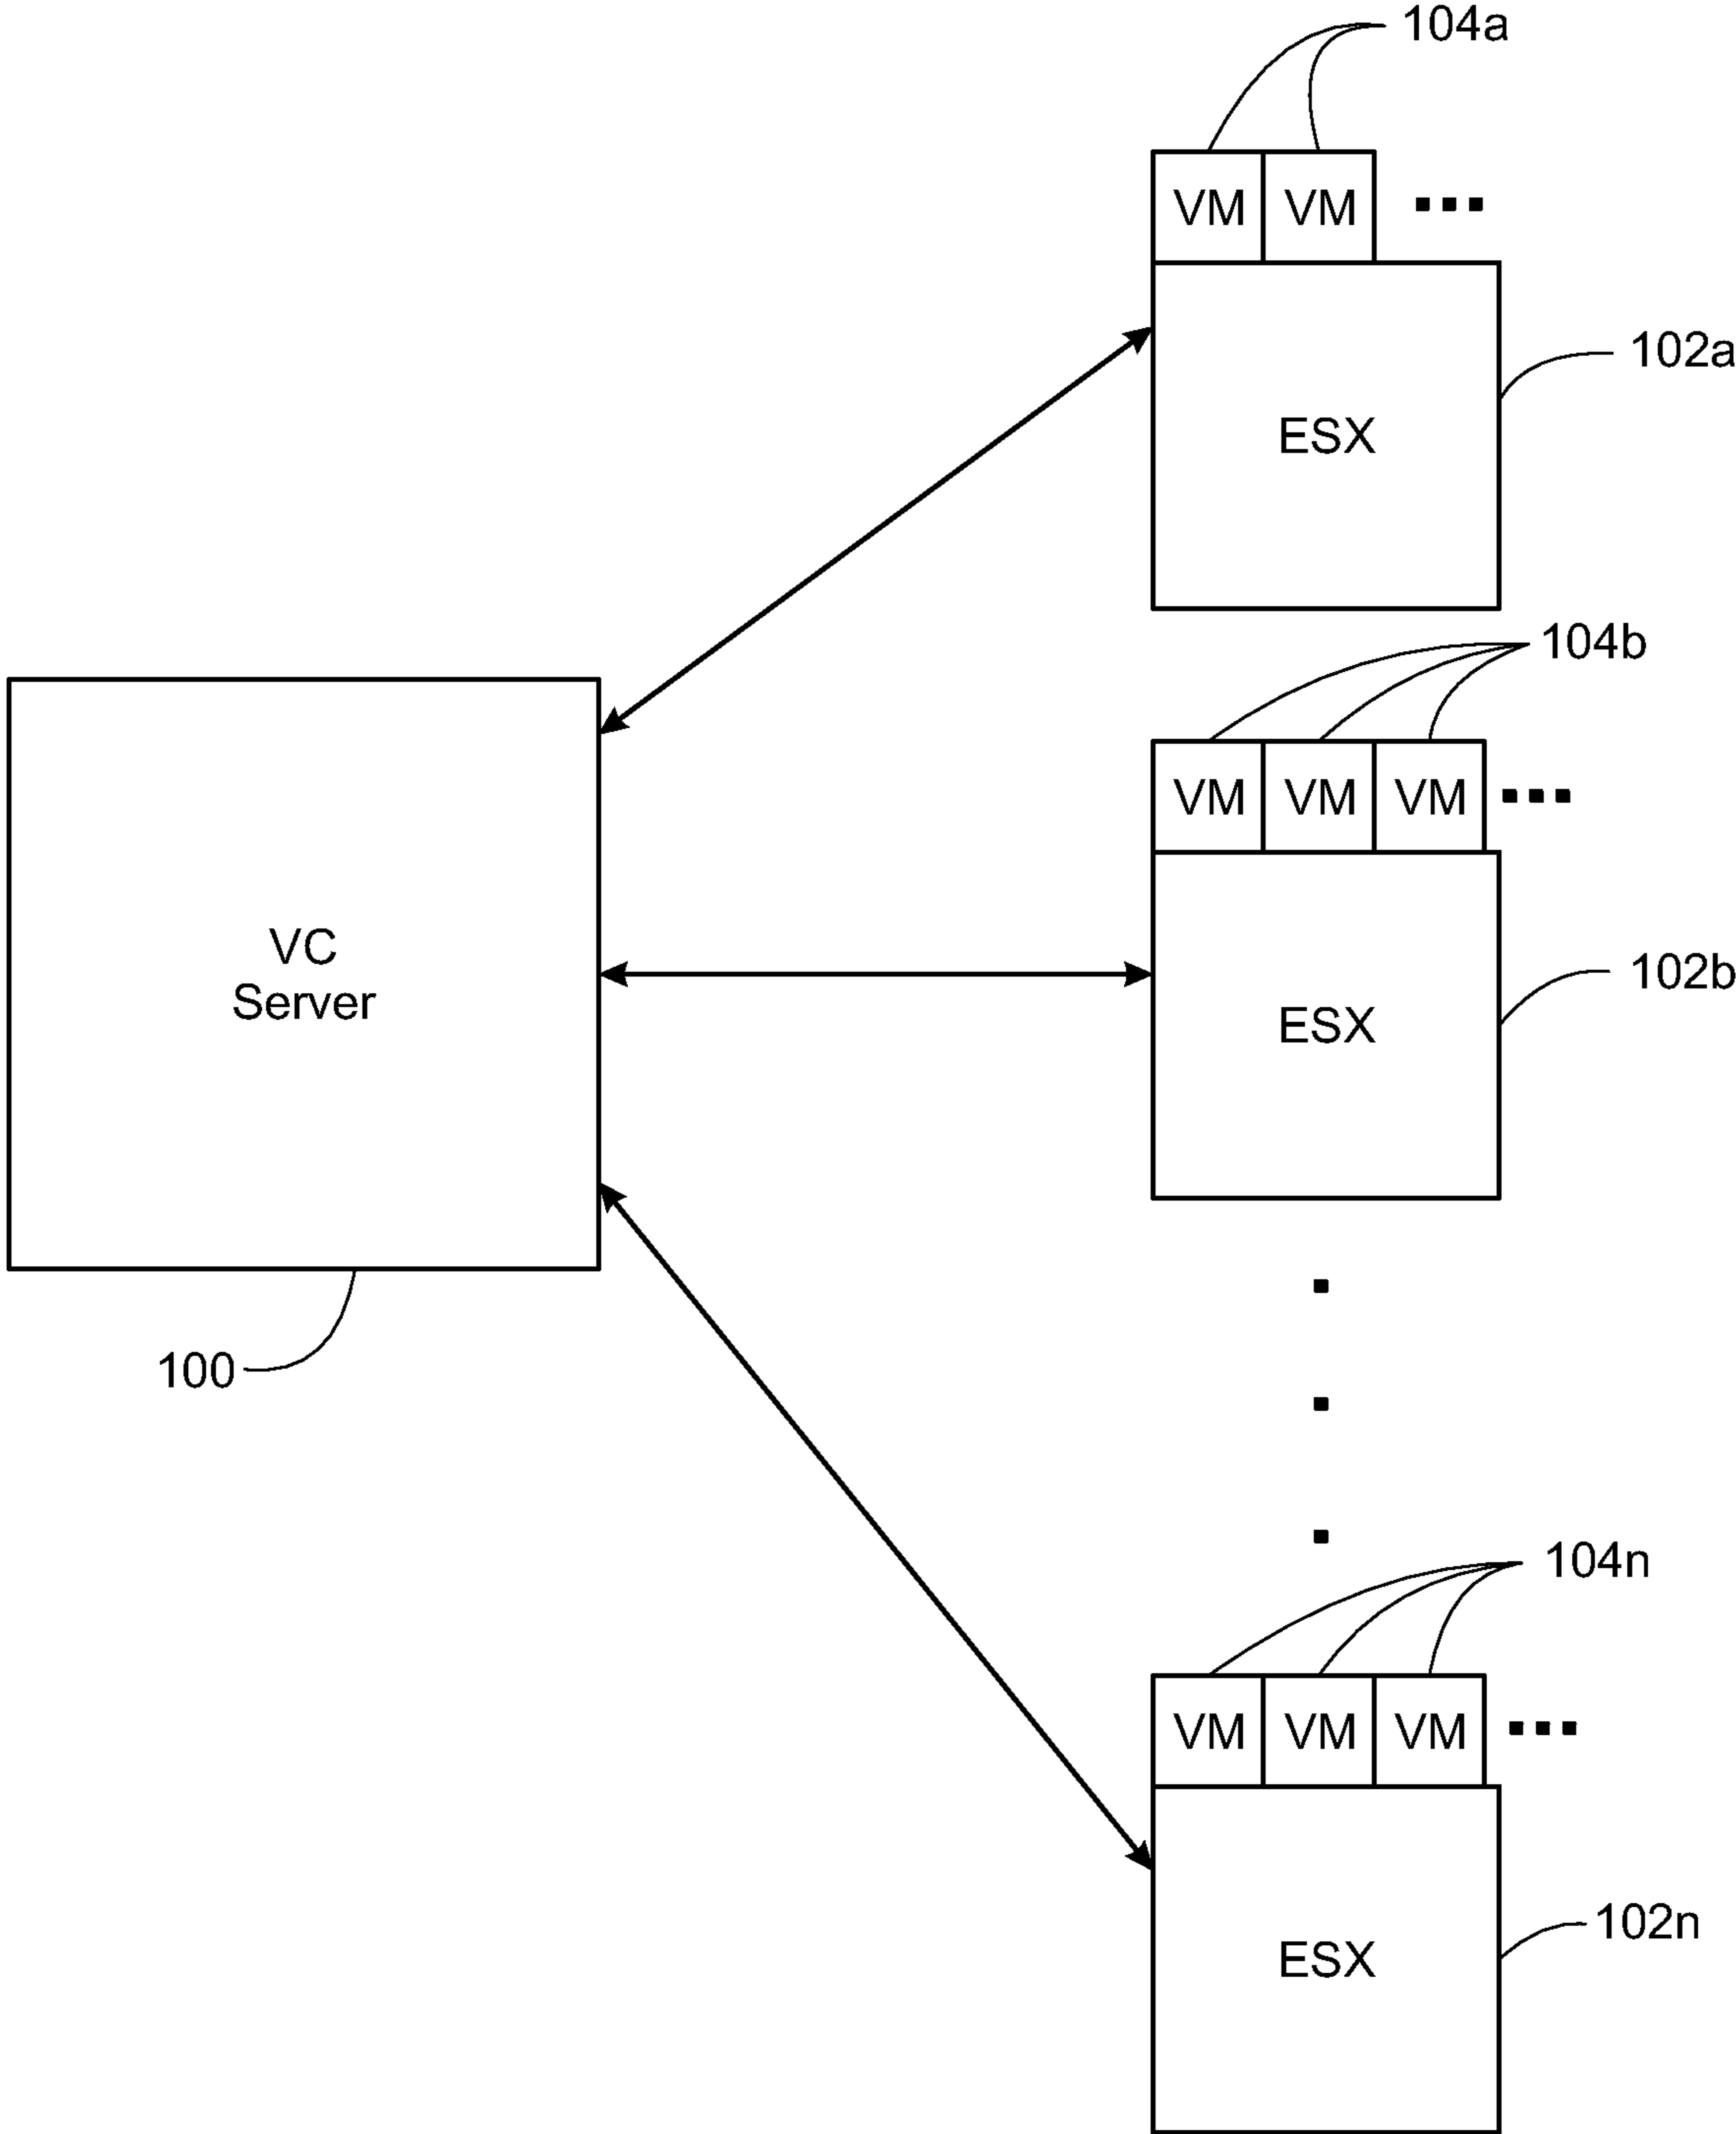 104a
VM VM
102a
ESX
104b
VM VM VM
VC
Server
102b
ESX
100
104n
VM VM VM
102n
ESX